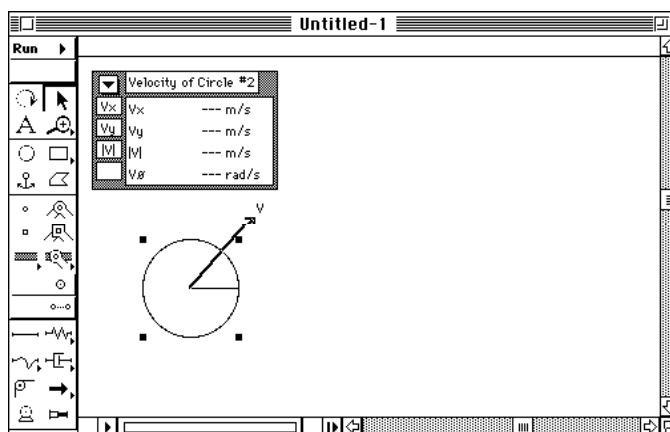 Untitled-1
Run
Velocity of Circle #2
Vx Vx --- m/s
Vy Vy --- m/s
|V| |V| --- m/s
Vø --- rad/s
A
V